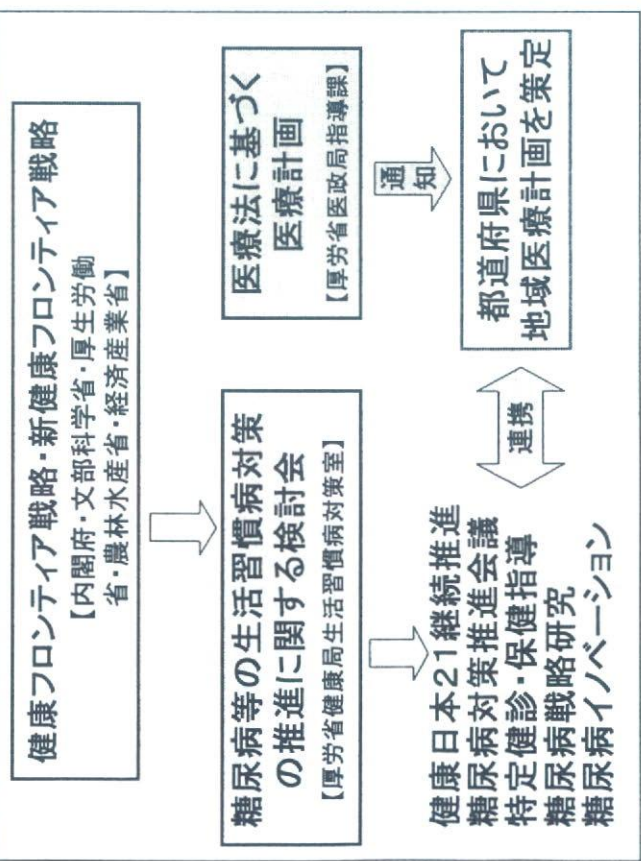 健康フロンティア戦略・新健康フロンティア戦略
【内閣府・文部科学省・厚生労働
省・農林水産省・経済産業省】
糖尿病等の生活習慣病対策
の推進に関する検討会
【厚労省健康局生活習慣病対策室】
医療法に基づく
医療計画
【厚労省医政局指導課】
通知
健康日本21継続推進
糖尿病対策推進会議
特定健診・保健指導
糖尿病戦略研究
糖尿病イノベーション
連携
都道府県において
地域医療計画を策定